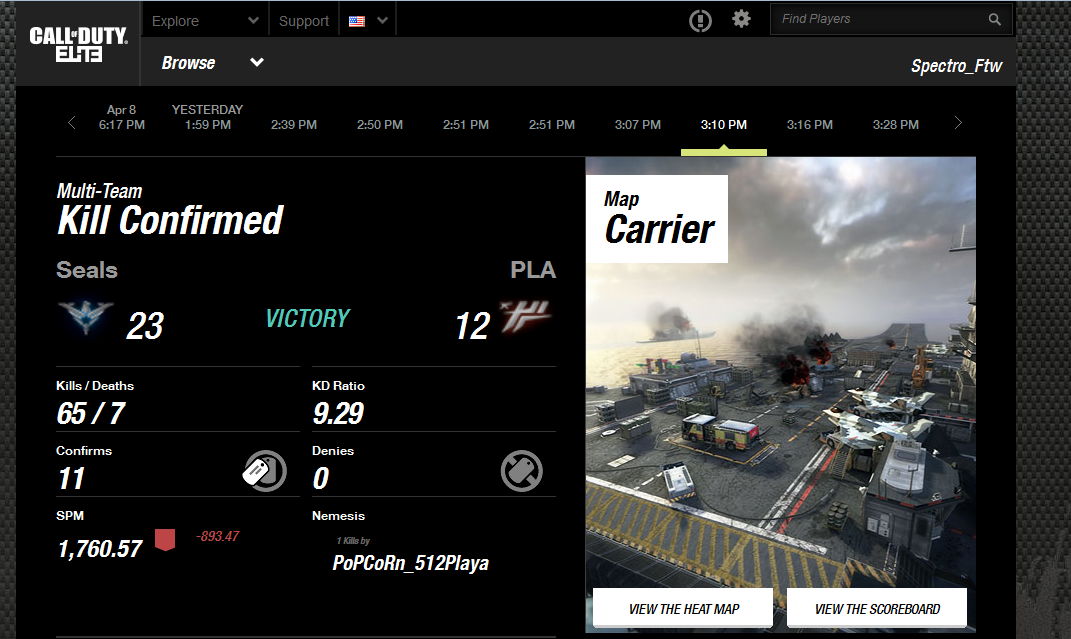 CALL OF DUTY
ELITE
Explore
Support
Find Players
Browse
Spectro_Ftw
Apr 8
6:17 PM
YESTERDAY
1:59 PM
2:39 PM
2:50 PM
2:51 PM
2:51 PM
3:07 PM
3:10 PM
3:16 PM
3:28 PM
Multi-Team
Kill Confirmed
Seals
PLA
23
VICTORY
12
Kills / Deaths
65 / 7
KD Ratio
9.29
Confirms
11
Denies
0
SPM
1,760.57
-893.47
Nemesis
1 Kills by
PoPCoRn_512Playa
Map
Carrier
VIEW THE HEAT MAP
VIEW THE SCOREBOARD